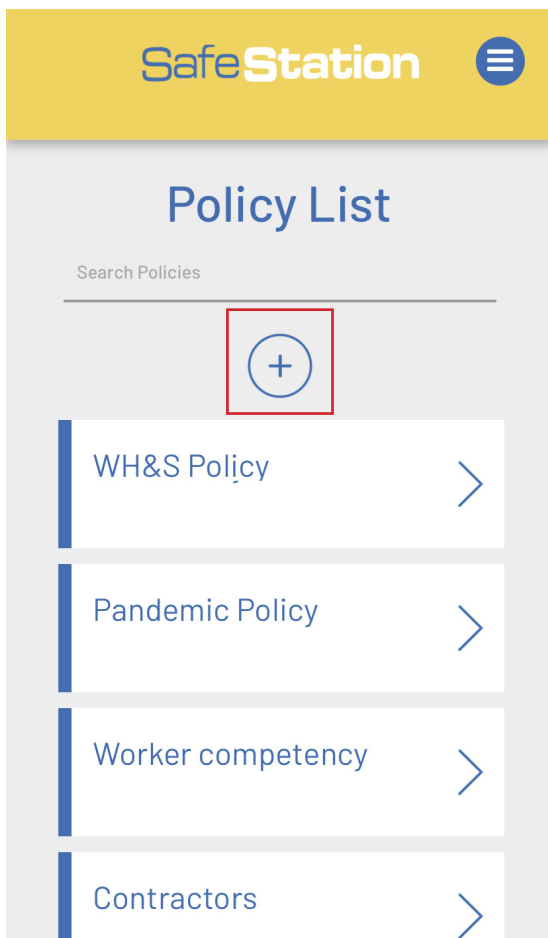 SafeStation
Policy List
Search Policies
WH&S Policy
Pandemic Policy
Worker competency
Contractors